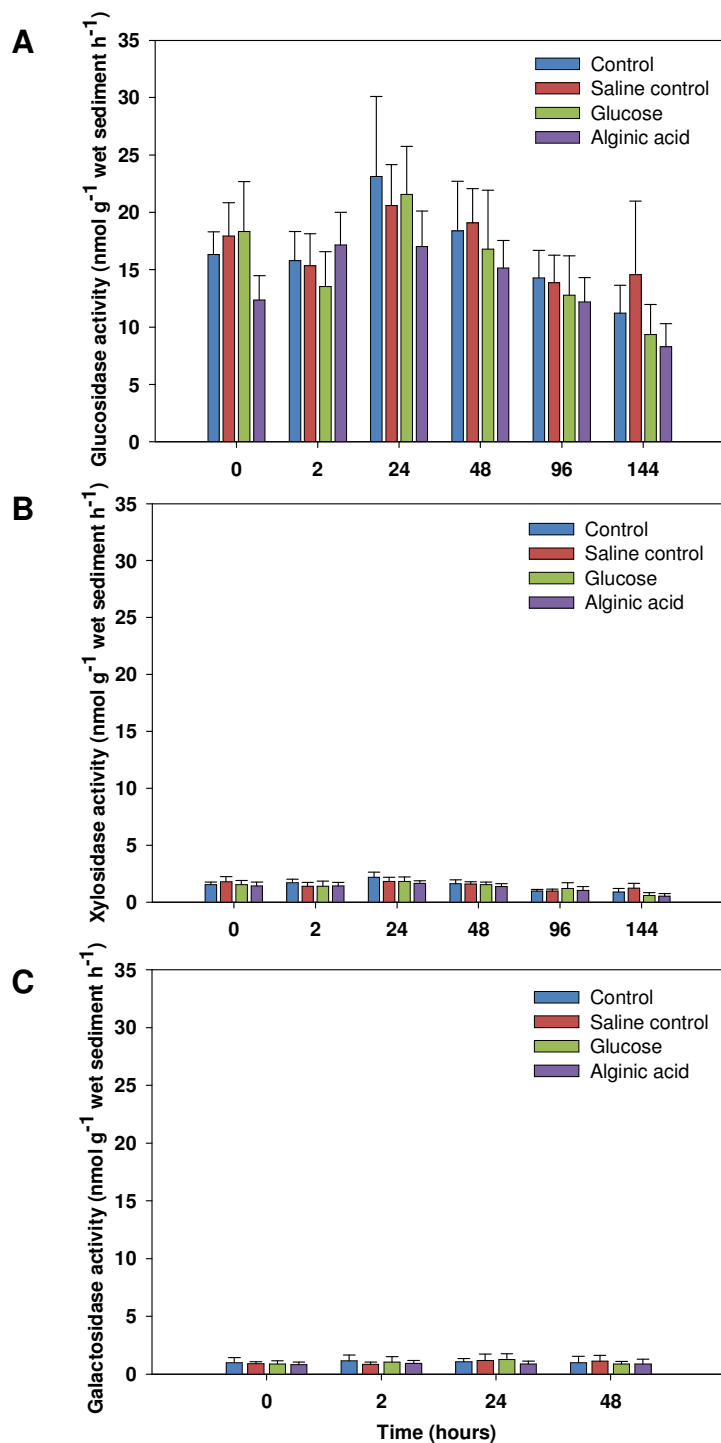 A
Glucosidase activity (nmol g⁻¹ wet sediment h⁻¹)
35
30
25
20
15
10
5
0
Control
Saline control
Glucose
Alginic acid
0 2 24 48 96 144
B
Xylosidase activity (nmol g⁻¹ wet sediment h⁻¹)
35
30
25
20
15
10
5
0
Control
Saline control
Glucose
Alginic acid
0 2 24 48 96 144
C
Galactosidase activity (nmol g⁻¹ wet sediment h⁻¹)
35
30
25
20
15
10
5
0
Control
Saline control
Glucose
Alginic acid
0 2 24 48
Time (hours)